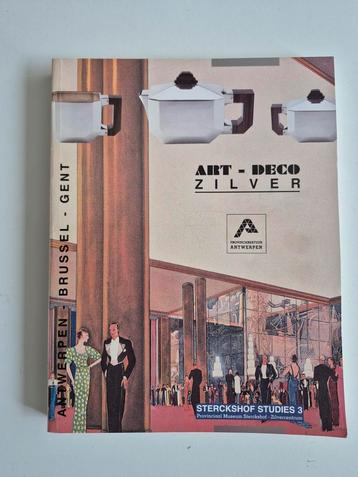 ART - DECO
ZILVER
PROVINCIEBESTUUR
ANTWERPEN
ANTWERPEN BRUSSEL - GENT
STERCKSHOF STUDIES 3
Provinciaal Museum Sterckshof - Zilvercentrum